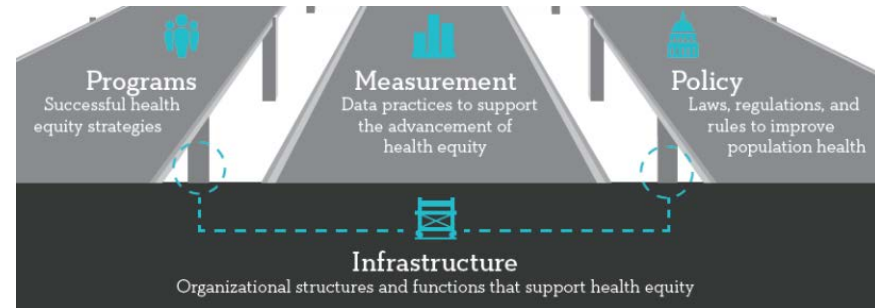 Programs
Successful health
equity strategies
Measurement
Data practices to support
the advancement of
health equity
Policy
Laws, regulations, and
rules to improve
population health
Infrastructure
Organizational structures and functions that support health equity